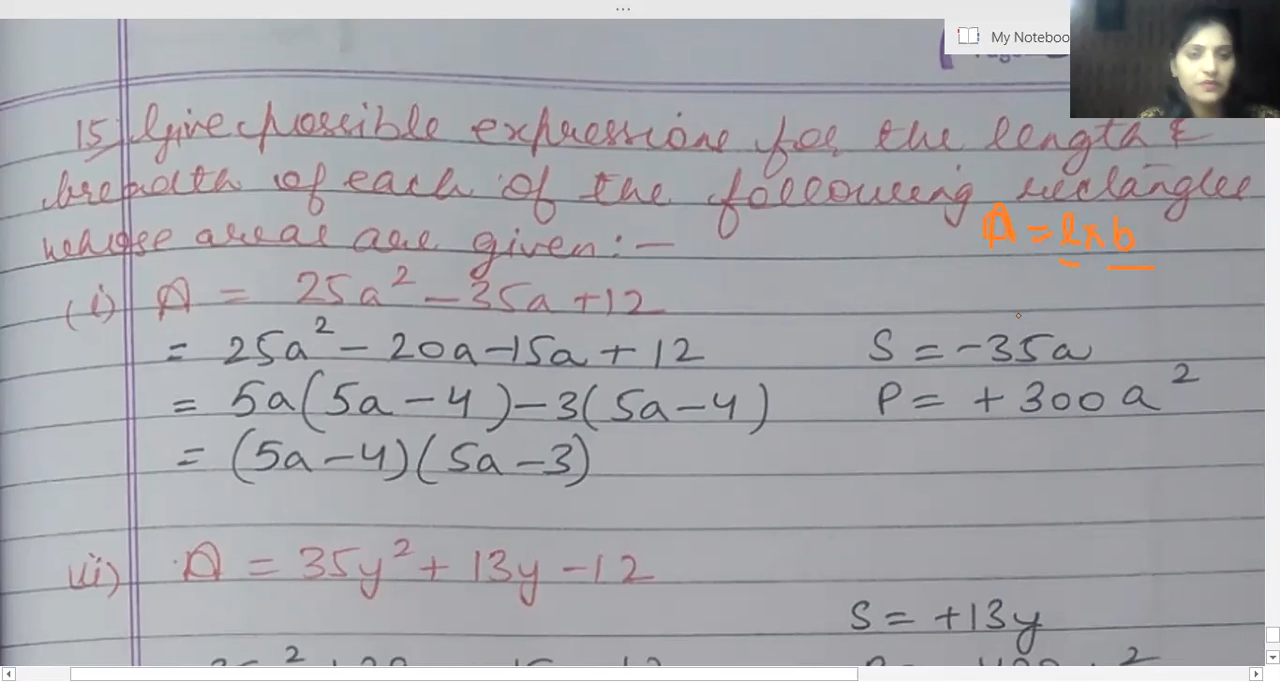 ...
My Noteboo
15) Give possible expressions for the length &
breadth of each of the following rectangles
whose areas are given:-
A = l × b
(i) A = 25a² - 35a + 12
= 25a² - 20a - 15a + 12 S = -35a
= 5a(5a - 4) - 3(5a - 4) P = + 300a²
= (5a - 4)(5a - 3)
(ii) A = 35y² + 13y - 12
S = +13y